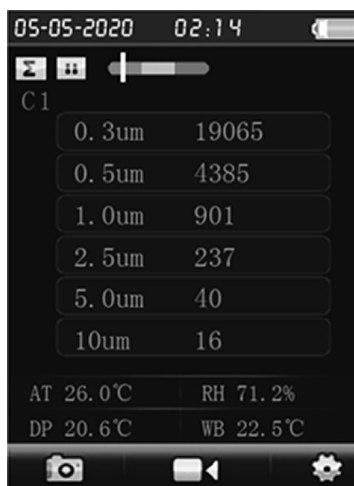 05-05-2020 02:14
Σ
C1
0.3um 19065
0.5um 4385
1.0um 901
2.5um 237
5.0um 40
10um 16
AT 26.0℃ RH 71.2%
DP 20.6℃ WB 22.5℃